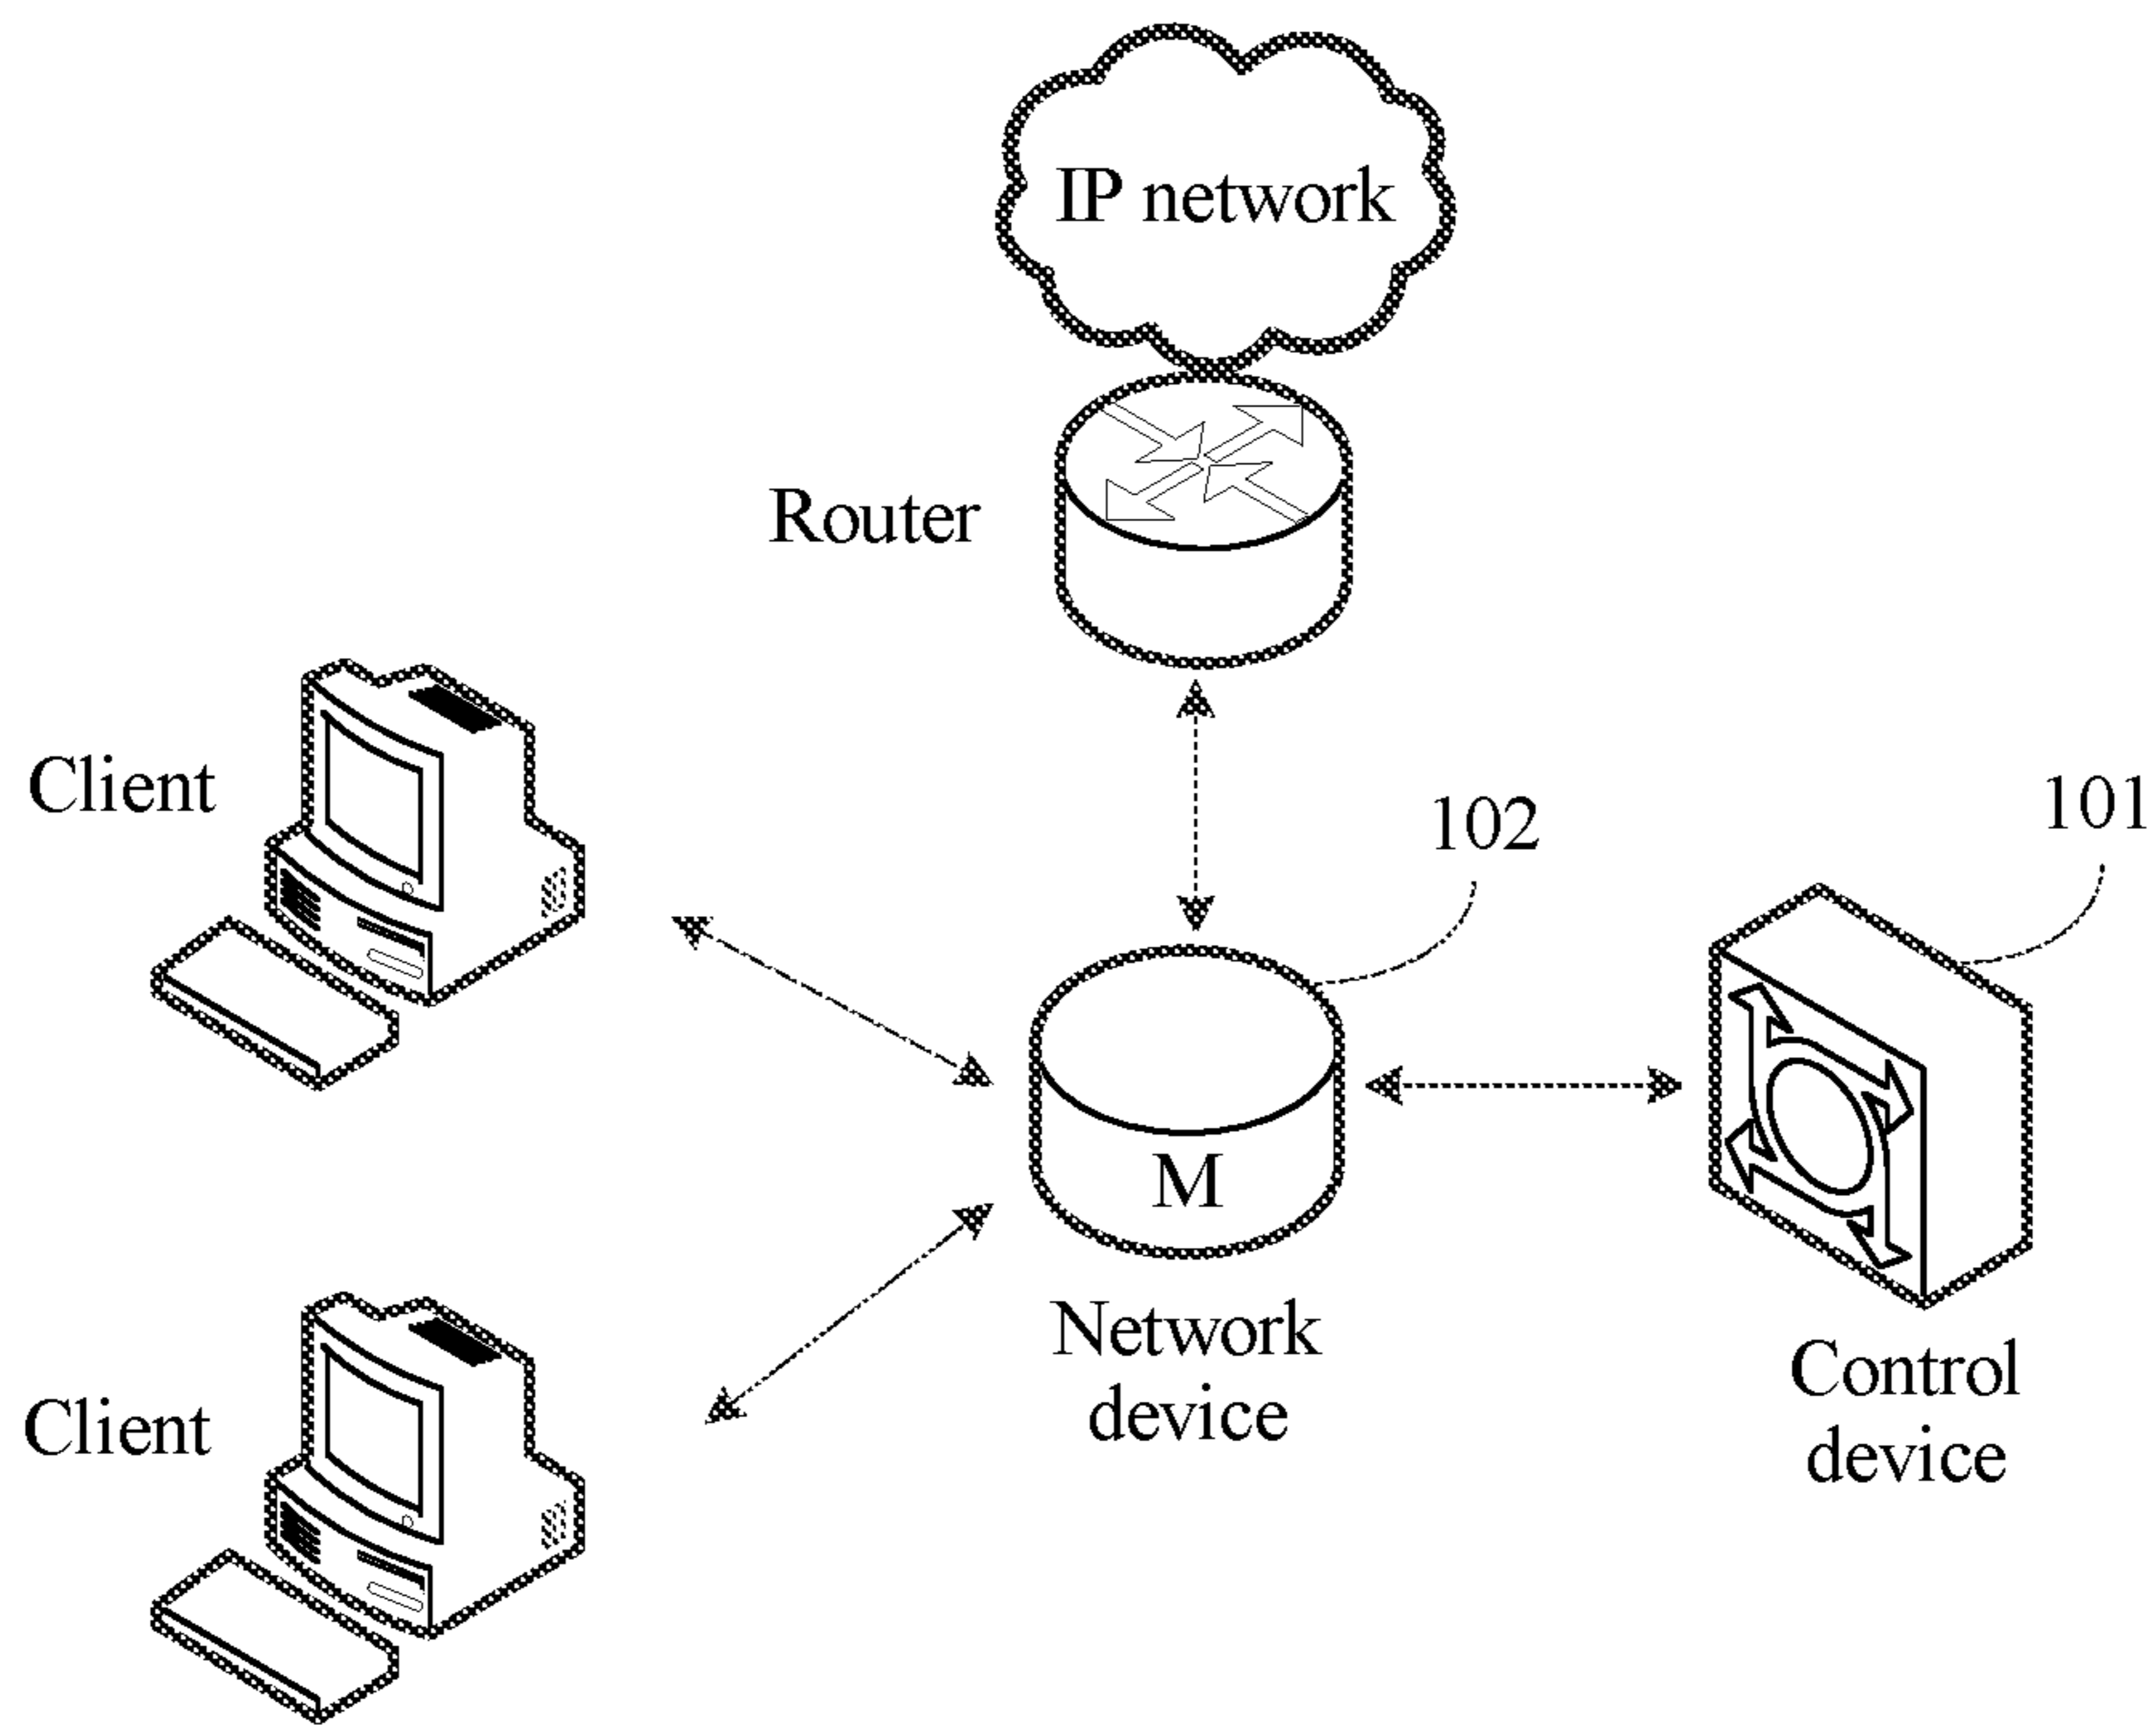 IP network
Router
Client
102
101
M
Network
device
Control
device
Client